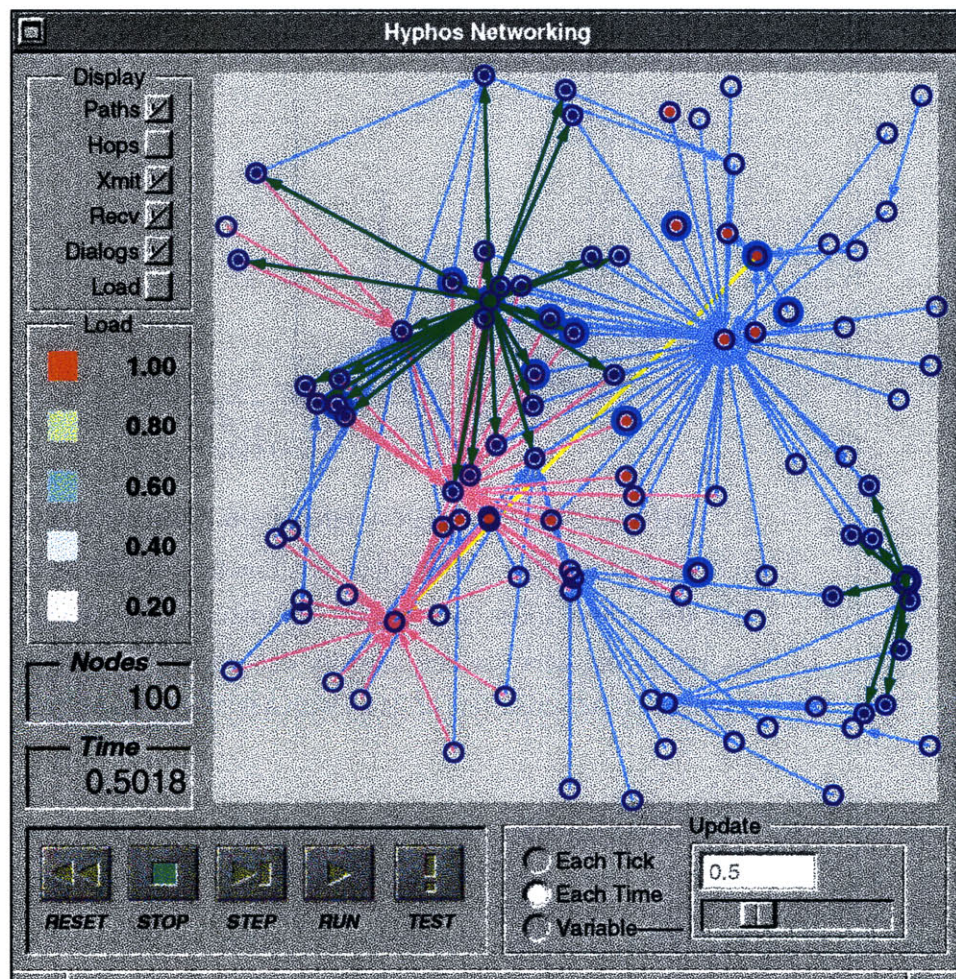 Hyphos Networking
Display
Paths
Hops
Xmit
Recv
Dialogs
Load
Load
1.00
0.80
0.60
0.40
0.20
Nodes
100
Time
0.5018
RESET STOP STEP RUN TEST
Update
Each Tick
Each Time
Variable
0.5